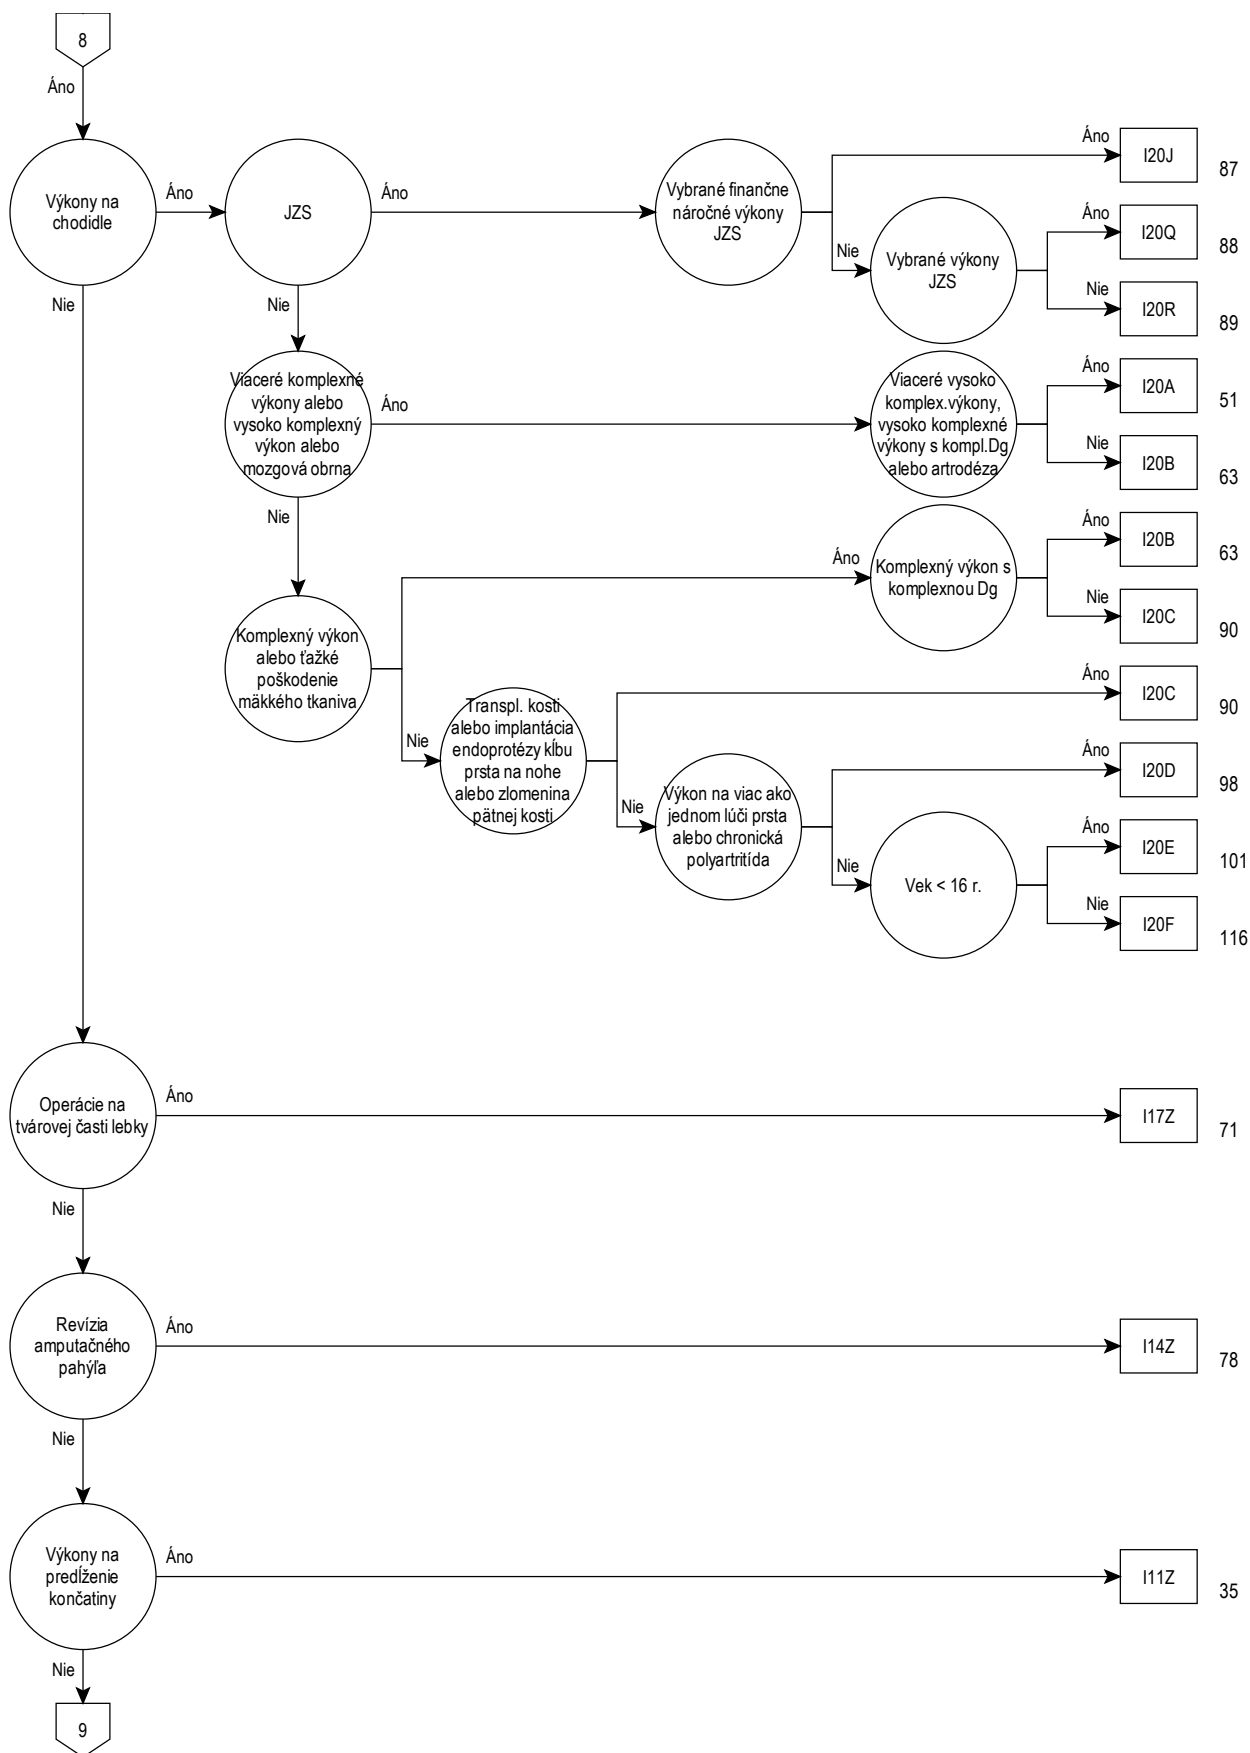 8
Áno
Výkony na
chodidle
Áno
JZS
Áno
Vybrané finančne
náročné výkony
JZS
Áno
I20J
87
Nie
Vybrané výkony
JZS
Áno
I20Q
88
Nie
I20R
89
Nie
Nie
Viaceré komplexné
výkony alebo
vysoko komplexný
výkon alebo
mozgová obrna
Áno
Viaceré vysoko
komplex.výkony,
vysoko komplexné
výkony s kompl.Dg
alebo artrodéza
Áno
I20A
51
Nie
I20B
63
Nie
Komplexný výkon
alebo ťažké
poškodenie
mäkkého tkaniva
Áno
Komplexný výkon s
komplexnou Dg
Áno
I20B
63
Nie
I20C
90
Nie
Transpl. kosti
alebo implantácia
endoprotézy kĺbu
prsta na nohe
alebo zlomenina
pätnej kosti
Áno
I20C
90
Nie
Výkon na viac ako
jednom lúči prsta
alebo chronická
polyartritída
Áno
I20D
98
Nie
Vek < 16 r.
Áno
I20E
101
Nie
I20F
116
Operácie na
tvárovej časti lebky
Áno
I17Z
71
Nie
Revízia
amputačného
pahýľa
Áno
I14Z
78
Nie
Výkony na
predĺženie
končatiny
Áno
I11Z
35
Nie
9